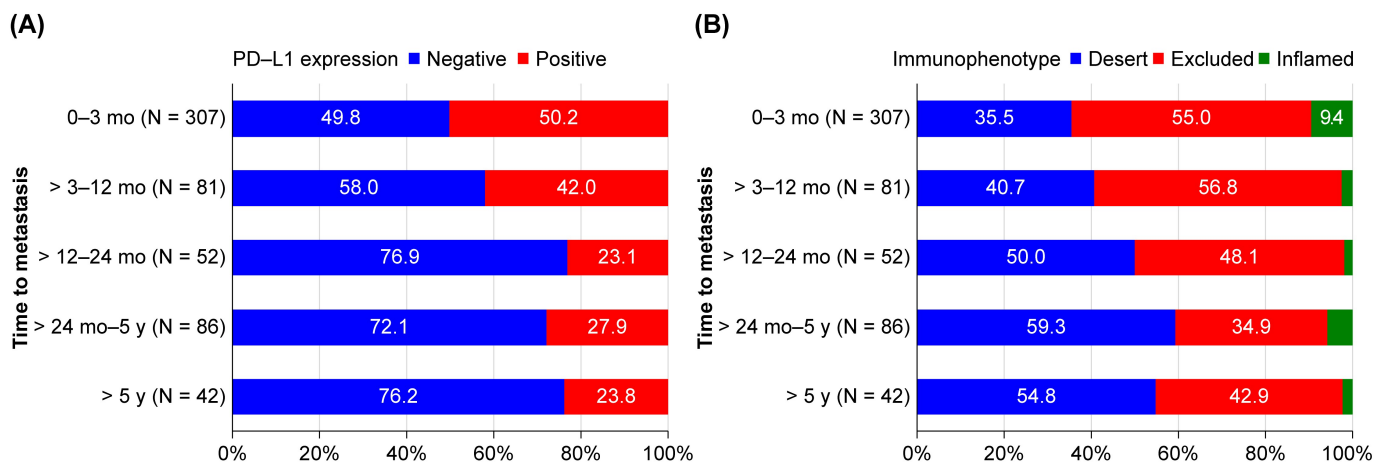 (A)
PD–L1 expression Negative Positive
Time to metastasis
0–3 mo (N = 307) 49.8 50.2
> 3–12 mo (N = 81) 58.0 42.0
> 12–24 mo (N = 52) 76.9 23.1
> 24 mo–5 y (N = 86) 72.1 27.9
> 5 y (N = 42) 76.2 23.8
0% 20% 40% 60% 80% 100%
(B)
Immunophenotype Desert Excluded Inflamed
Time to metastasis
0–3 mo (N = 307) 35.5 55.0 9.4
> 3–12 mo (N = 81) 40.7 56.8
> 12–24 mo (N = 52) 50.0 48.1
> 24 mo–5 y (N = 86) 59.3 34.9
> 5 y (N = 42) 54.8 42.9
0% 20% 40% 60% 80% 100%